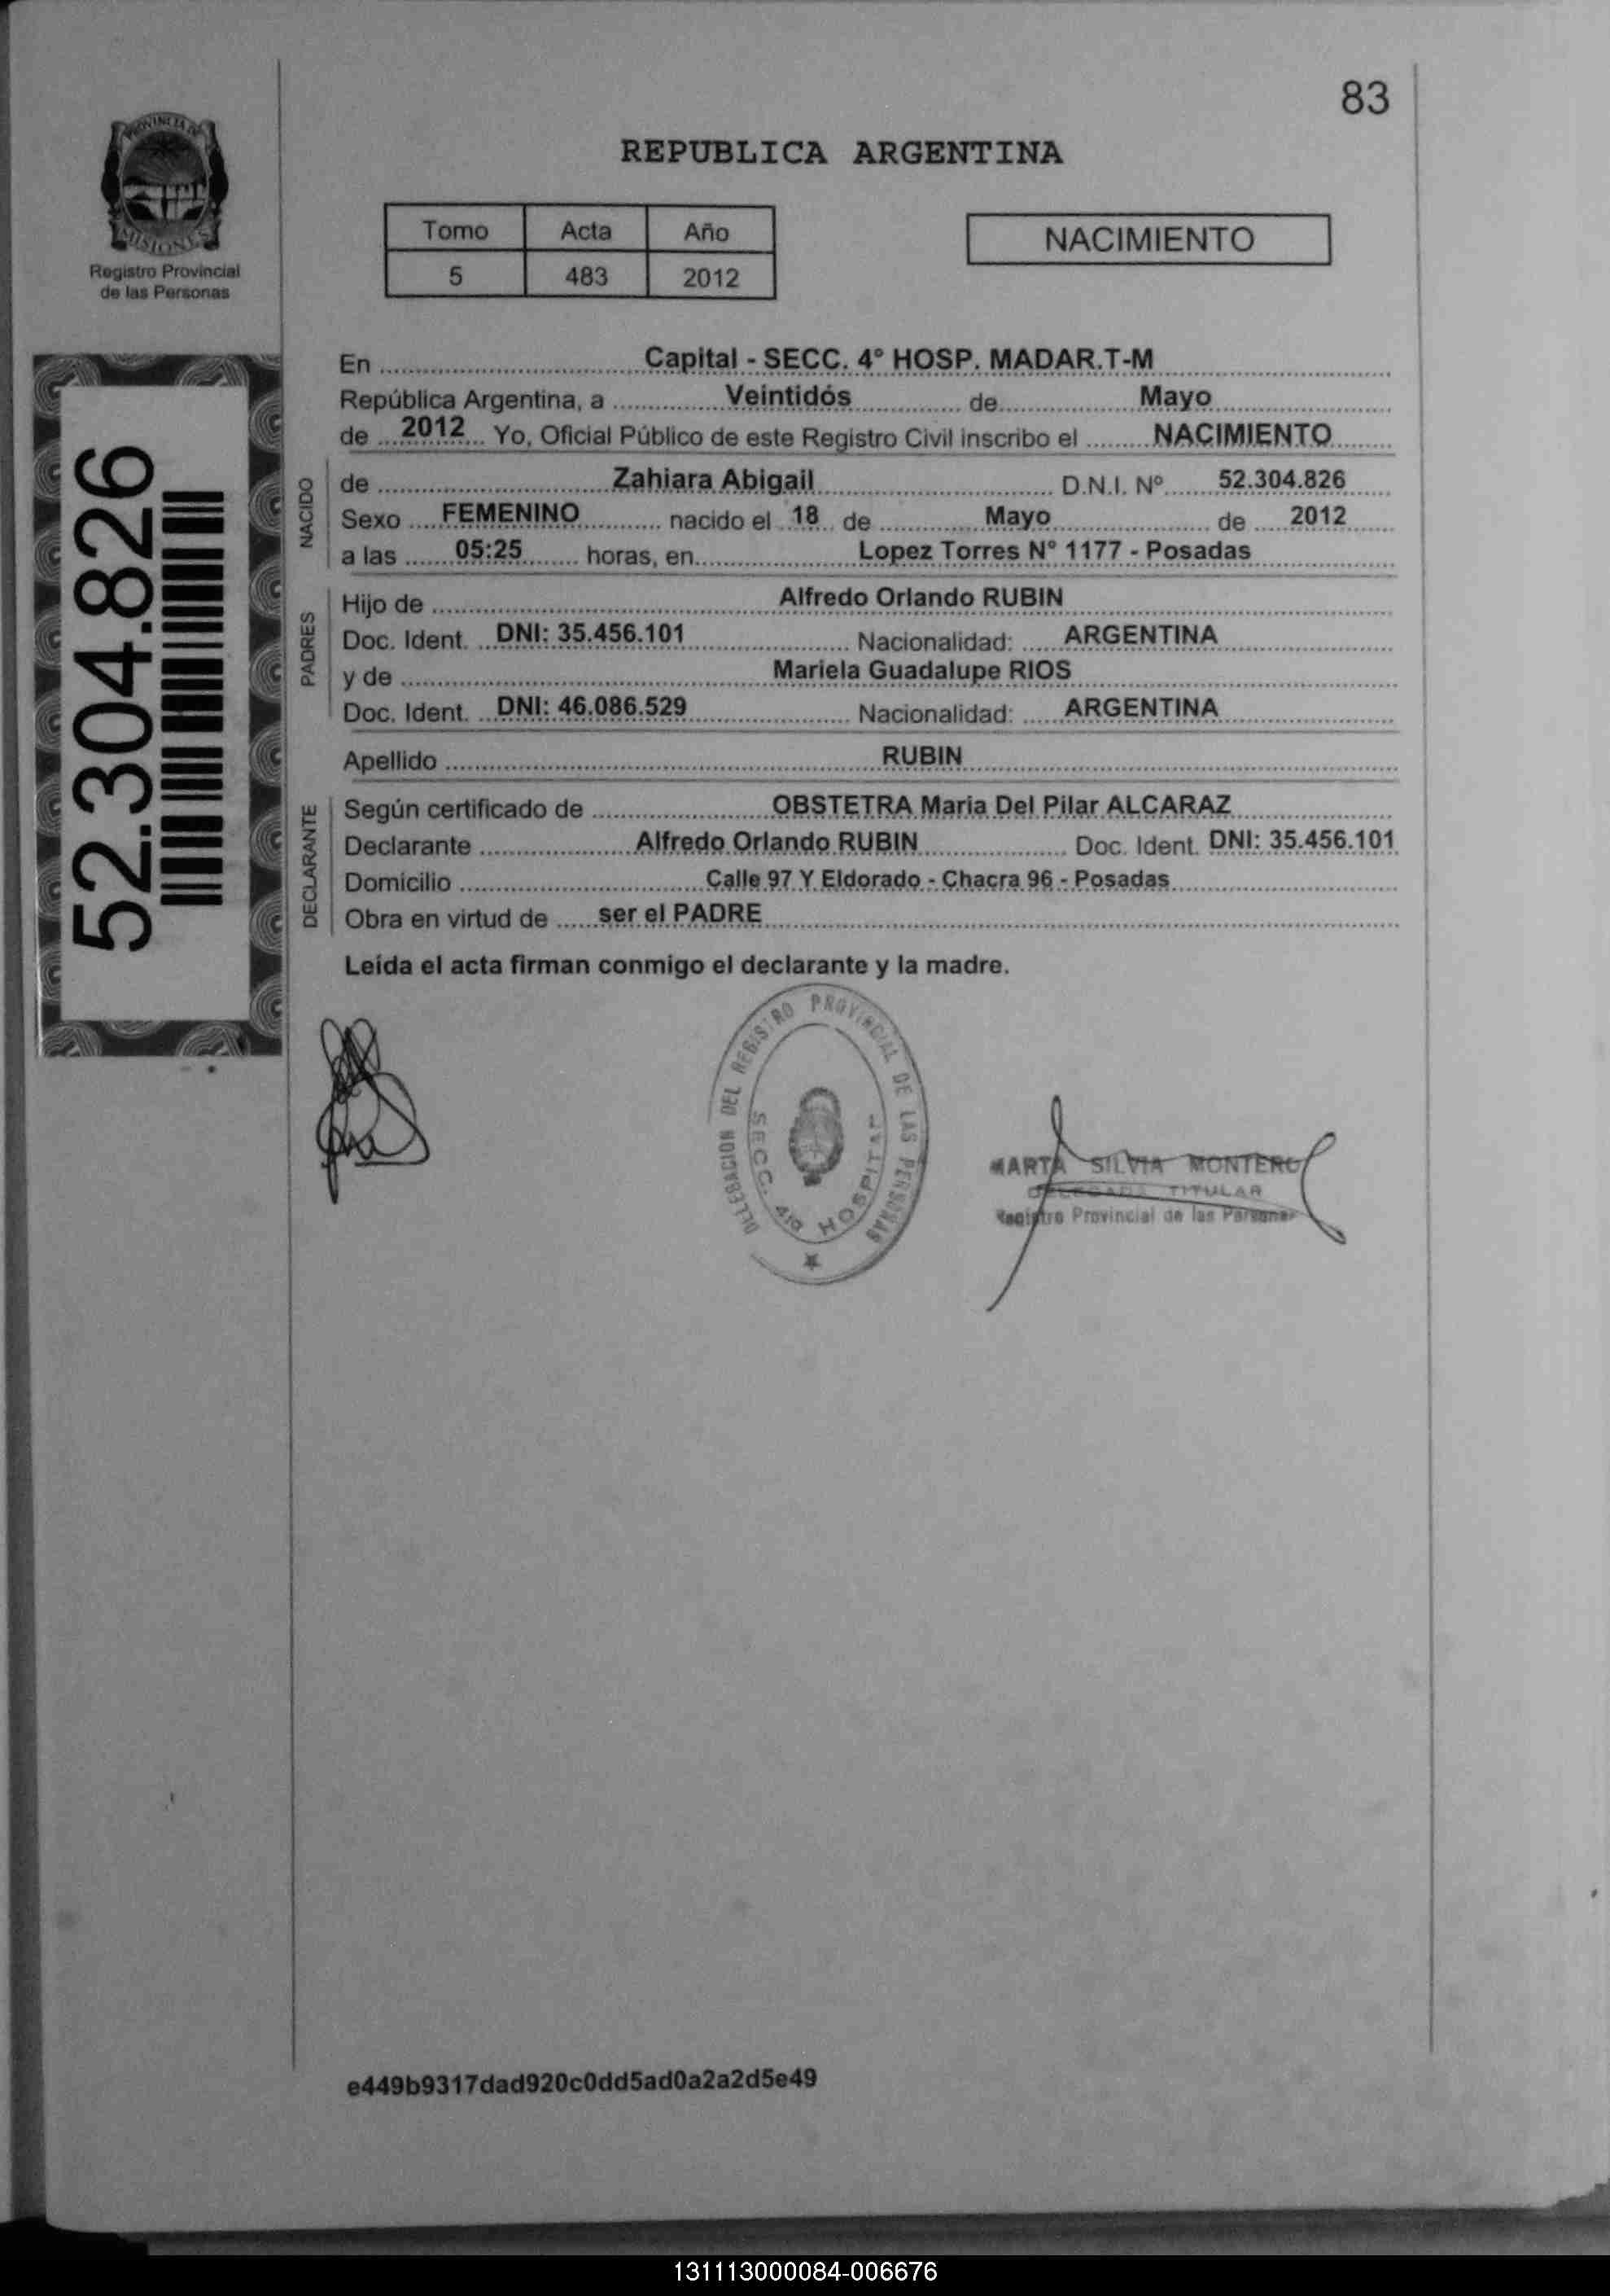 83
PROVINCIA DE
MISIONES
Registro Provincial
de las Personas
REPUBLICA ARGENTINA
Tomo Acta Año
5 483 2012
NACIMIENTO
52.304.826
En Capital - SECC. 4° HOSP. MADAR.T-M
República Argentina, a Veintidós de Mayo
de 2012 Yo, Oficial Público de este Registro Civil inscribo el NACIMIENTO
NACIDO
de Zahiara Abigail D.N.I. Nº 52.304.826
Sexo FEMENINO nacido el 18 de Mayo de 2012
a las 05:25 horas, en Lopez Torres N° 1177 - Posadas
PADRES
Hijo de Alfredo Orlando RUBIN
Doc. Ident. DNI: 35.456.101 Nacionalidad: ARGENTINA
y de Mariela Guadalupe RIOS
Doc. Ident. DNI: 46.086.529 Nacionalidad: ARGENTINA
Apellido RUBIN
DECLARANTE
Según certificado de OBSTETRA Maria Del Pilar ALCARAZ
Declarante Alfredo Orlando RUBIN Doc. Ident. DNI: 35.456.101
Domicilio Calle 97 Y Eldorado - Chacra 96 - Posadas
Obra en virtud de ser el PADRE
Leída el acta firman conmigo el declarante y la madre.
DELEGACION DEL REGISTRO PROVINCIAL DE LAS PERSONAS
SECC. 4ta HOSPITAL
MARTA SILVIA MONTERO
DELEGADA TITULAR
Registro Provincial de las Personas
e449b9317dad920c0dd5ad0a2a2d5e49
131113000084-006676